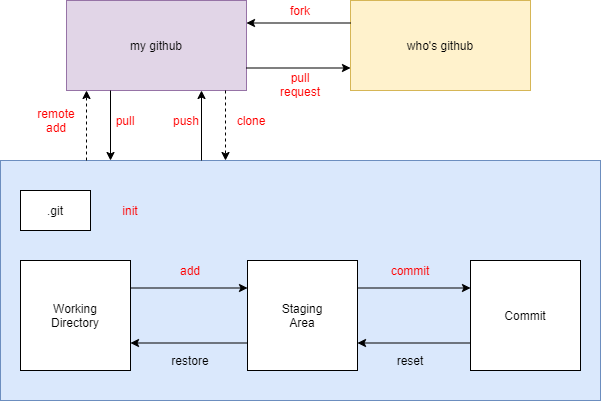 fork
my github
who's github
pull
request
remote
add
pull
push
clone
.git
init
add
commit
Working
Directory
Staging
Area
Commit
restore
reset